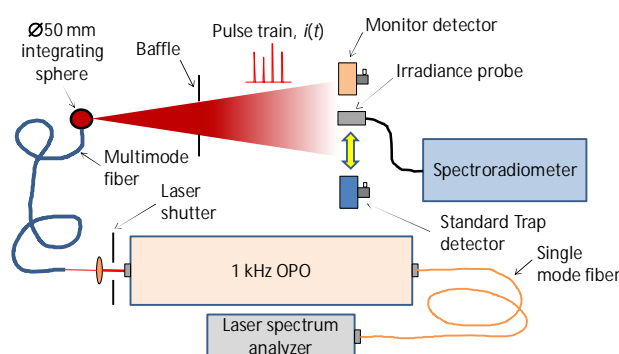 Ø50 mm
integrating
sphere
Baffle
Pulse train, i(t)
Monitor detector
Irradiance probe
Multimode
fiber
Spectroradiometer
Laser
shutter
Standard Trap
detector
1 kHz OPO
Single
mode fiber
Laser spectrum
analyzer